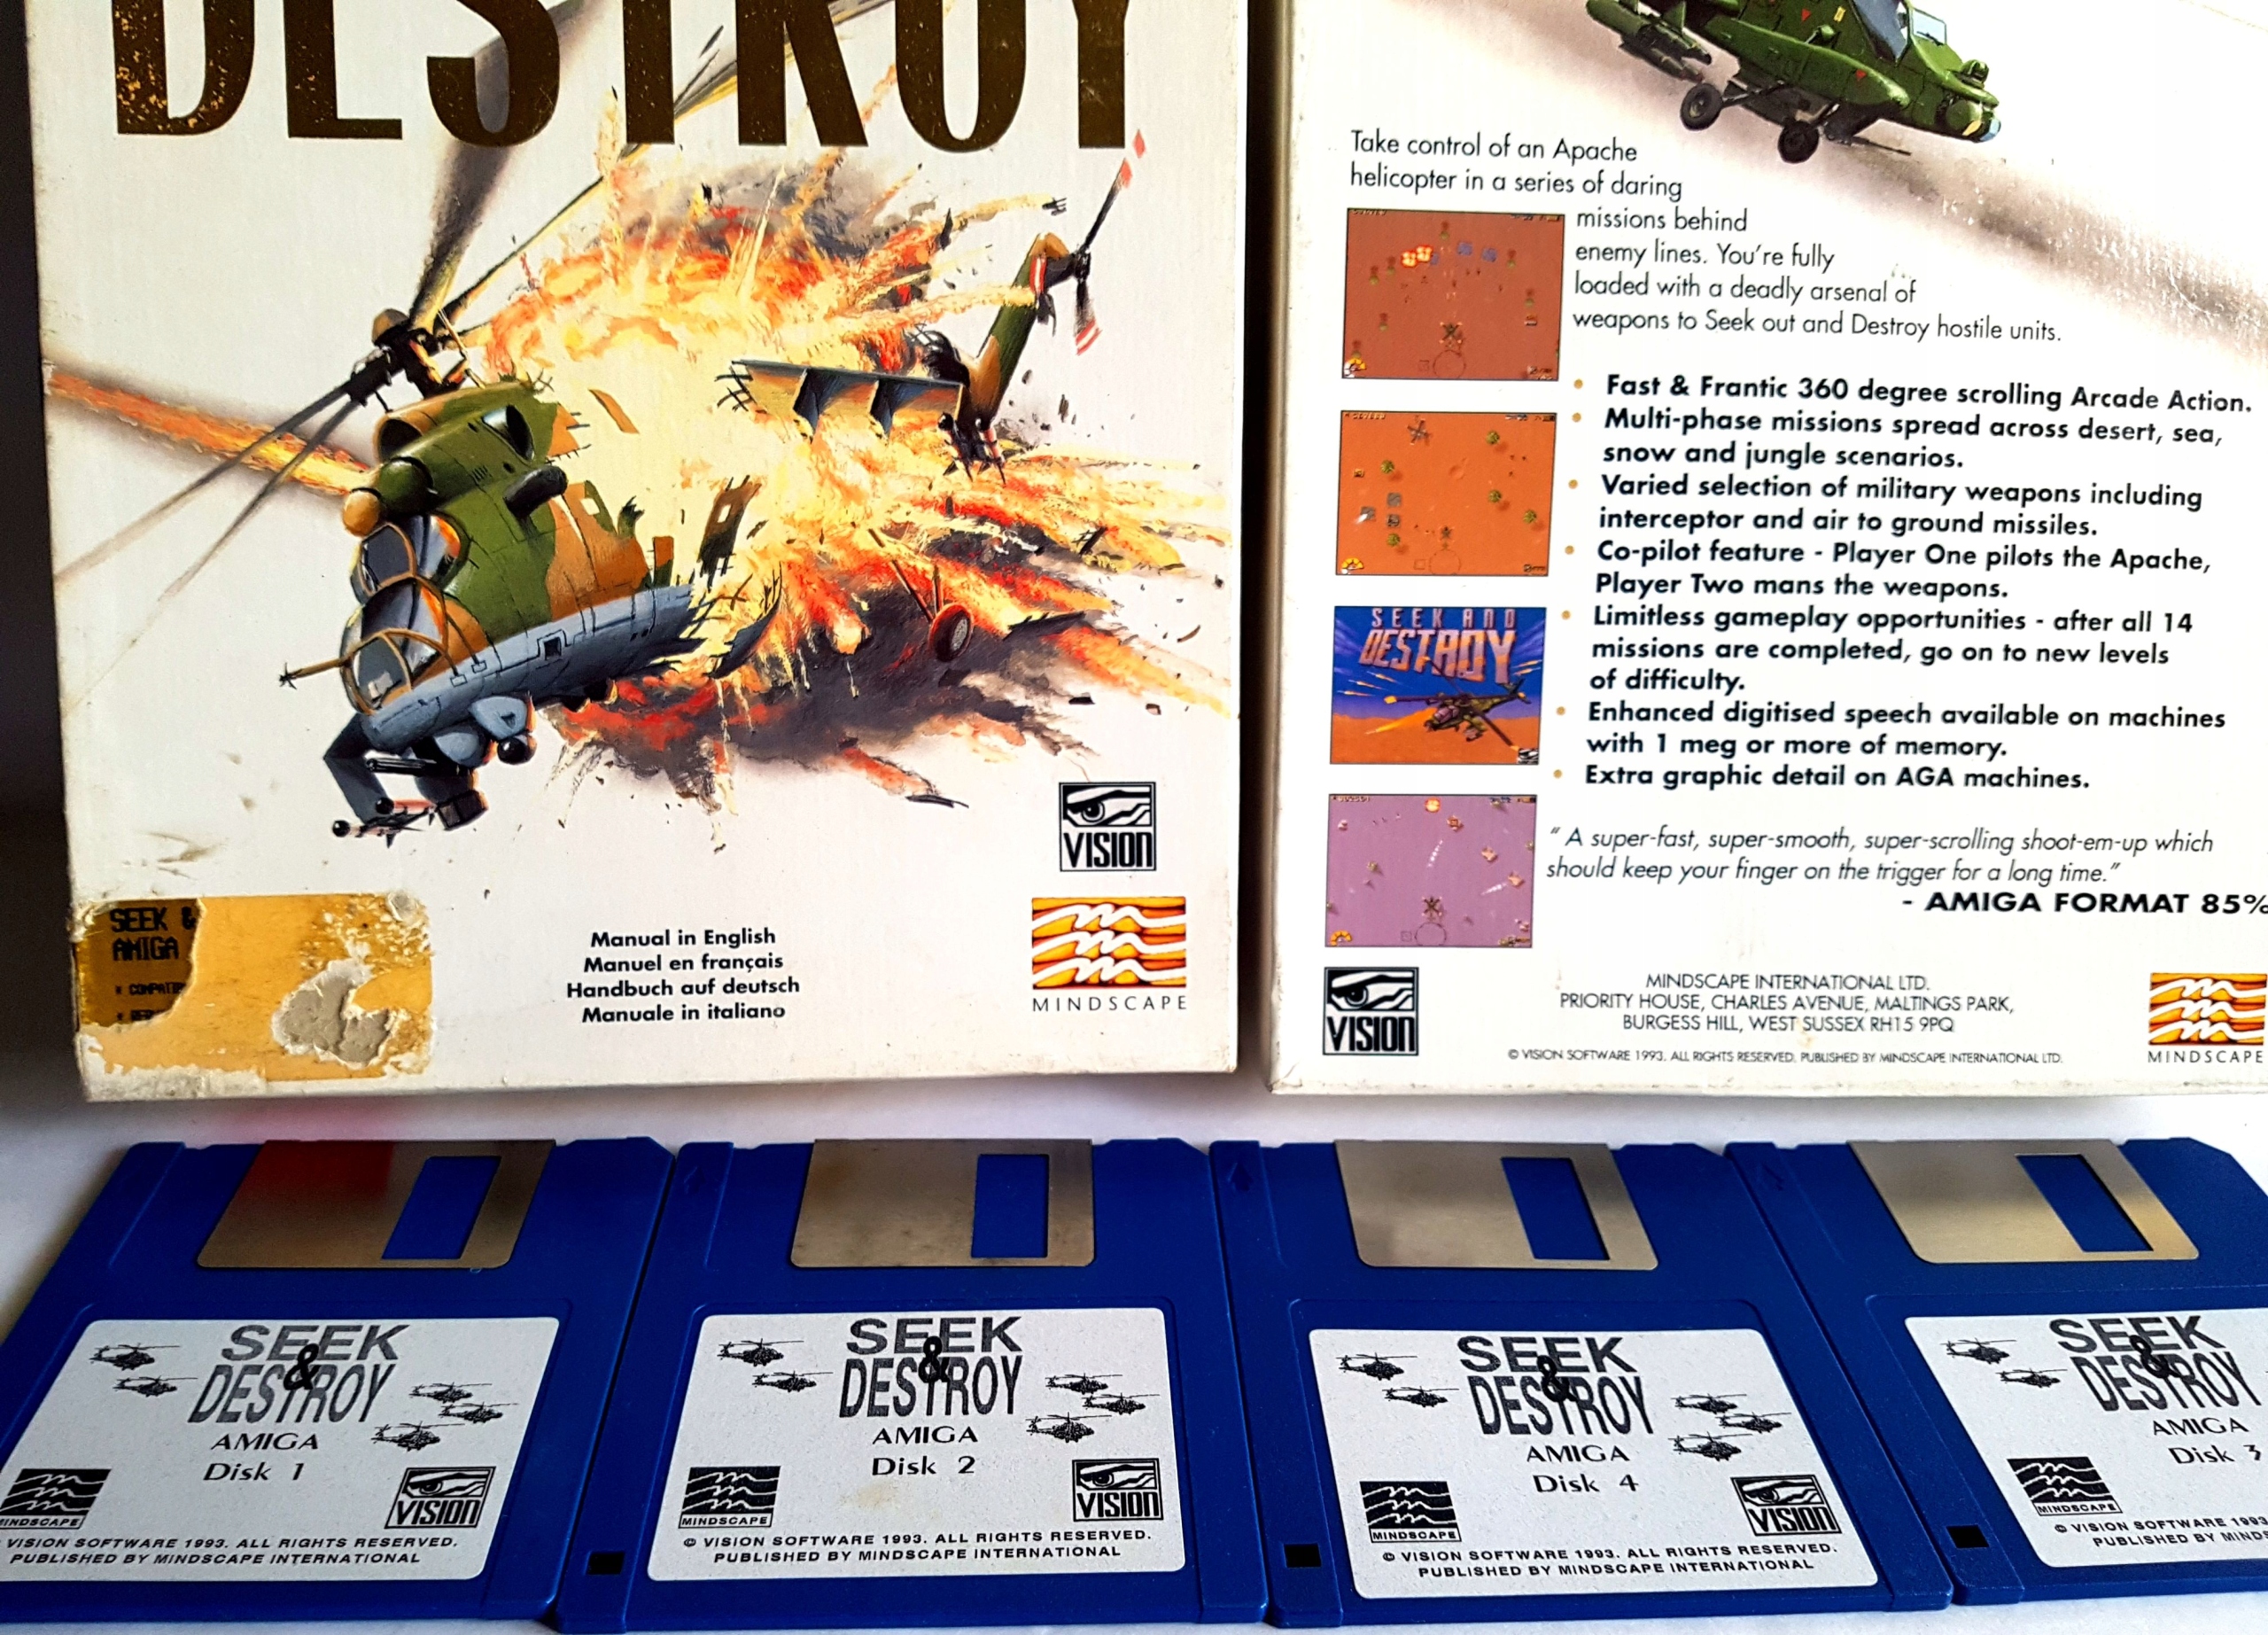 DESTROY
VISION
SEEK &
AMIGA
Manual in English
Manuel en français
Handbuch auf deutsch
Manuale in italiano
MINDSCAPE
Take control of an Apache
helicopter in a series of daring
missions behind
enemy lines. You're fully
loaded with a deadly arsenal of
weapons to Seek out and Destroy hostile units.
• Fast & Frantic 360 degree scrolling Arcade Action.
• Multi-phase missions spread across desert, sea,
snow and jungle scenarios.
• Varied selection of military weapons including
interceptor and air to ground missiles.
• Co-pilot feature - Player One pilots the Apache,
Player Two mans the weapons.
• Limitless gameplay opportunities - after all 14
missions are completed, go on to new levels
of difficulty.
• Enhanced digitised speech available on machines
with 1 meg or more of memory.
• Extra graphic detail on AGA machines.
SEEK AND
DESTROY
" A super-fast, super-smooth, super-scrolling shoot-em-up which
should keep your finger on the trigger for a long time."
- AMIGA FORMAT 85%
VISION
MINDSCAPE INTERNATIONAL LTD.
PRIORITY HOUSE, CHARLES AVENUE, MALTINGS PARK,
BURGESS HILL, WEST SUSSEX RH15 9PQ
© VISION SOFTWARE 1993. ALL RIGHTS RESERVED. PUBLISHED BY MINDSCAPE INTERNATIONAL LTD.
MINDSCAPE
SEEK
&
DESTROY
AMIGA
Disk 1
MINDSCAPE
VISION
VISION SOFTWARE 1993. ALL RIGHTS RESERVED.
PUBLISHED BY MINDSCAPE INTERNATIONAL
SEEK
&
DESTROY
AMIGA
Disk 2
MINDSCAPE
VISION
© VISION SOFTWARE 1993. ALL RIGHTS RESERVED.
PUBLISHED BY MINDSCAPE INTERNATIONAL
SEEK
&
DESTROY
AMIGA
Disk 4
MINDSCAPE
VISION
© VISION SOFTWARE 1993. ALL RIGHTS RESERVED.
PUBLISHED BY MINDSCAPE INTERNATIONAL
SEEK
&
DESTROY
AMIGA
Disk 3
MINDSCAPE
© VISION SOFTWARE 1993
PUBLISHED BY